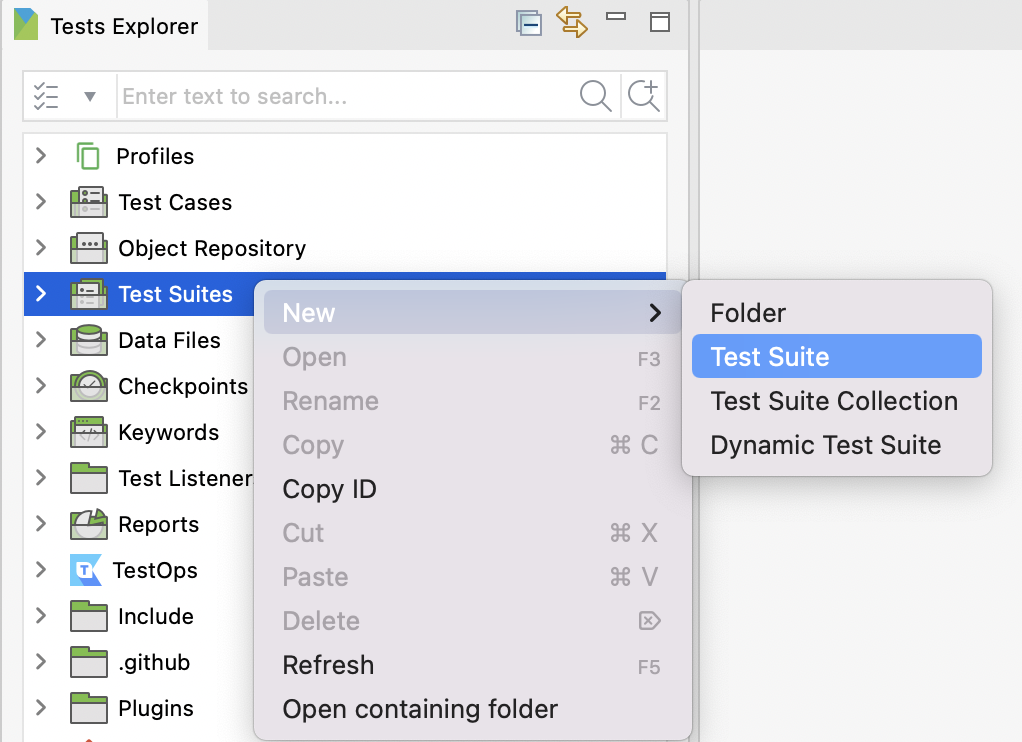 Tests Explorer
Enter text to search...
Profiles
Test Cases
Object Repository
Test Suites
Data Files
Checkpoints
Keywords
Test Listener
Reports
T TestOps
Include
.github
Plugins
New
Open F3
Rename F2
Copy ⌘ C
Copy ID
Cut ⌘ X
Paste ⌘ V
Delete ⌦
Refresh F5
Open containing folder
Folder
Test Suite
Test Suite Collection
Dynamic Test Suite